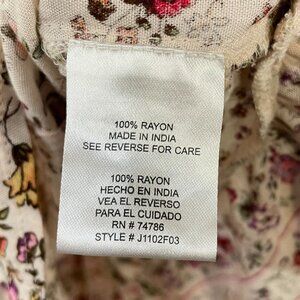 100% RAYON
MADE IN INDIA
SEE REVERSE FOR CARE
100% RAYON
HECHO EN INDIA
VEA EL REVERSO
PARA EL CUIDADO
RN # 74786
STYLE # J1102F03